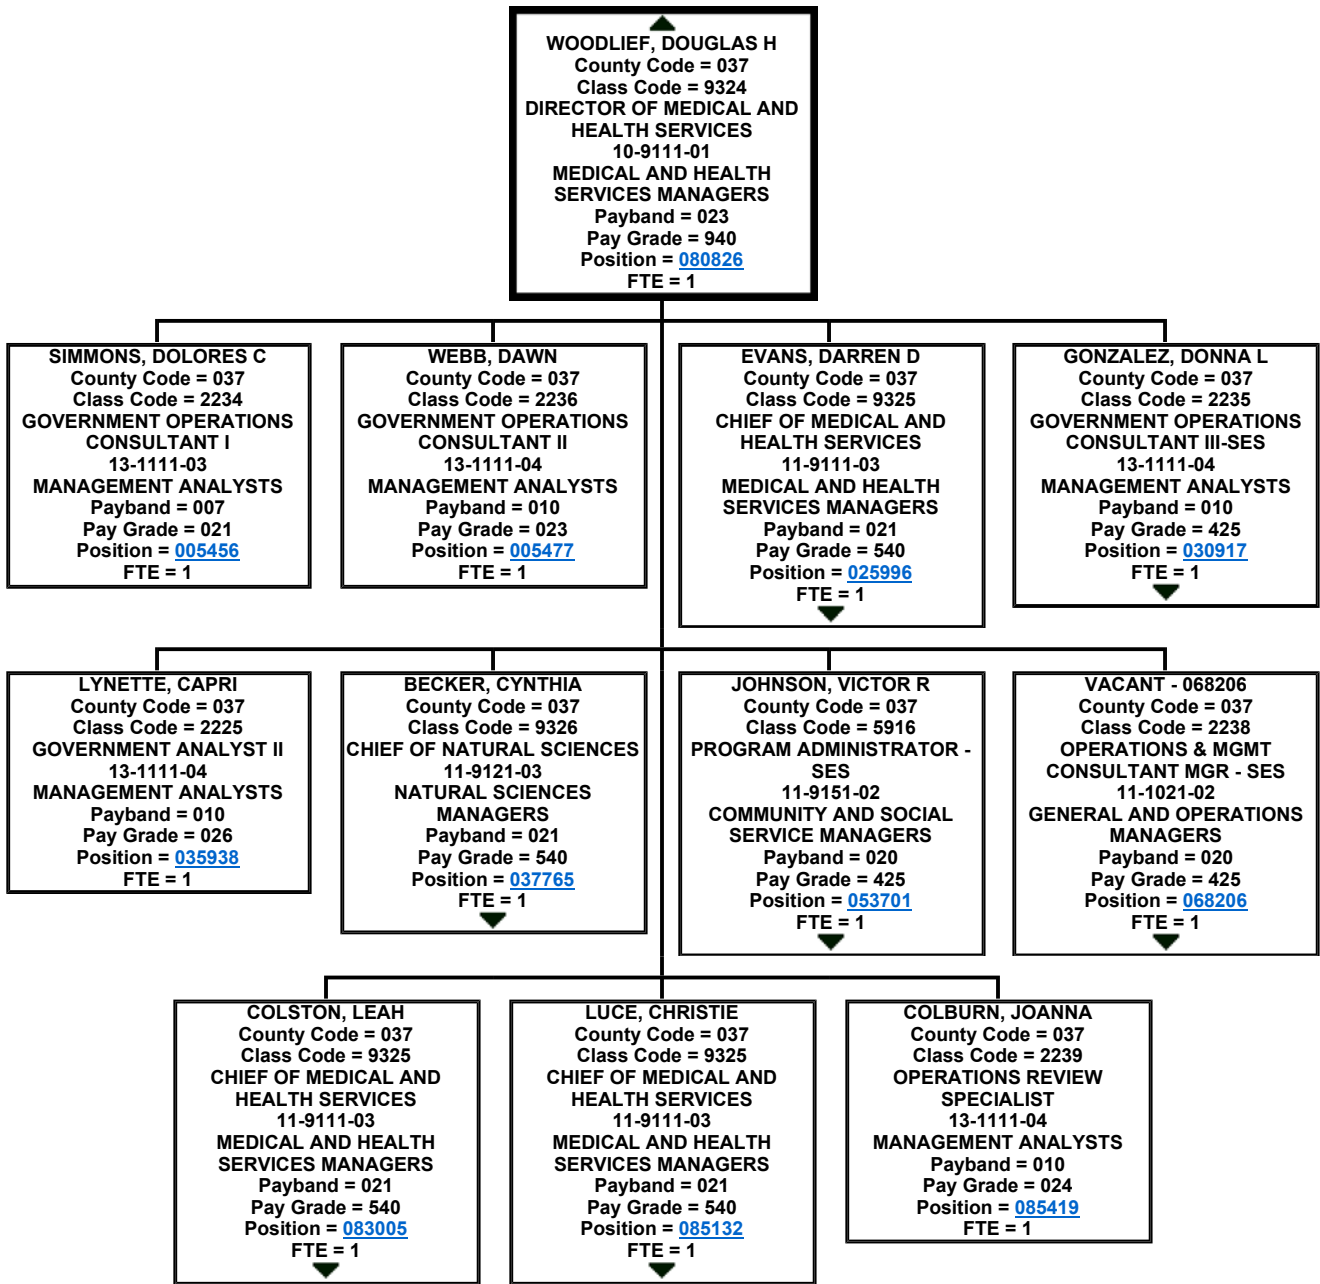 WOODLIEF, DOUGLAS H
County Code = 037
Class Code = 9324
DIRECTOR OF MEDICAL AND
HEALTH SERVICES
10-9111-01
MEDICAL AND HEALTH
SERVICES MANAGERS
Payband = 023
Pay Grade = 940
Position = 080826
FTE = 1
SIMMONS, DOLORES C
County Code = 037
Class Code = 2234
GOVERNMENT OPERATIONS
CONSULTANT I
13-1111-03
MANAGEMENT ANALYSTS
Payband = 007
Pay Grade = 021
Position = 005456
FTE = 1
WEBB, DAWN
County Code = 037
Class Code = 2236
GOVERNMENT OPERATIONS
CONSULTANT II
13-1111-04
MANAGEMENT ANALYSTS
Payband = 010
Pay Grade = 023
Position = 005477
FTE = 1
EVANS, DARREN D
County Code = 037
Class Code = 9325
CHIEF OF MEDICAL AND
HEALTH SERVICES
11-9111-03
MEDICAL AND HEALTH
SERVICES MANAGERS
Payband = 021
Pay Grade = 540
Position = 025996
FTE = 1
GONZALEZ, DONNA L
County Code = 037
Class Code = 2235
GOVERNMENT OPERATIONS
CONSULTANT III-SES
13-1111-04
MANAGEMENT ANALYSTS
Payband = 010
Pay Grade = 425
Position = 030917
FTE = 1
LYNETTE, CAPRI
County Code = 037
Class Code = 2225
GOVERNMENT ANALYST II
13-1111-04
MANAGEMENT ANALYSTS
Payband = 010
Pay Grade = 026
Position = 035938
FTE = 1
BECKER, CYNTHIA
County Code = 037
Class Code = 9326
CHIEF OF NATURAL SCIENCES
11-9121-03
NATURAL SCIENCES
MANAGERS
Payband = 021
Pay Grade = 540
Position = 037765
FTE = 1
JOHNSON, VICTOR R
County Code = 037
Class Code = 5916
PROGRAM ADMINISTRATOR -
SES
11-9151-02
COMMUNITY AND SOCIAL
SERVICE MANAGERS
Payband = 020
Pay Grade = 425
Position = 053701
FTE = 1
VACANT - 068206
County Code = 037
Class Code = 2238
OPERATIONS & MGMT
CONSULTANT MGR - SES
11-1021-02
GENERAL AND OPERATIONS
MANAGERS
Payband = 020
Pay Grade = 425
Position = 068206
FTE = 1
COLSTON, LEAH
County Code = 037
Class Code = 9325
CHIEF OF MEDICAL AND
HEALTH SERVICES
11-9111-03
MEDICAL AND HEALTH
SERVICES MANAGERS
Payband = 021
Pay Grade = 540
Position = 083005
FTE = 1
LUCE, CHRISTIE
County Code = 037
Class Code = 9325
CHIEF OF MEDICAL AND
HEALTH SERVICES
11-9111-03
MEDICAL AND HEALTH
SERVICES MANAGERS
Payband = 021
Pay Grade = 540
Position = 085132
FTE = 1
COLBURN, JOANNA
County Code = 037
Class Code = 2239
OPERATIONS REVIEW
SPECIALIST
13-1111-04
MANAGEMENT ANALYSTS
Payband = 010
Pay Grade = 024
Position = 085419
FTE = 1